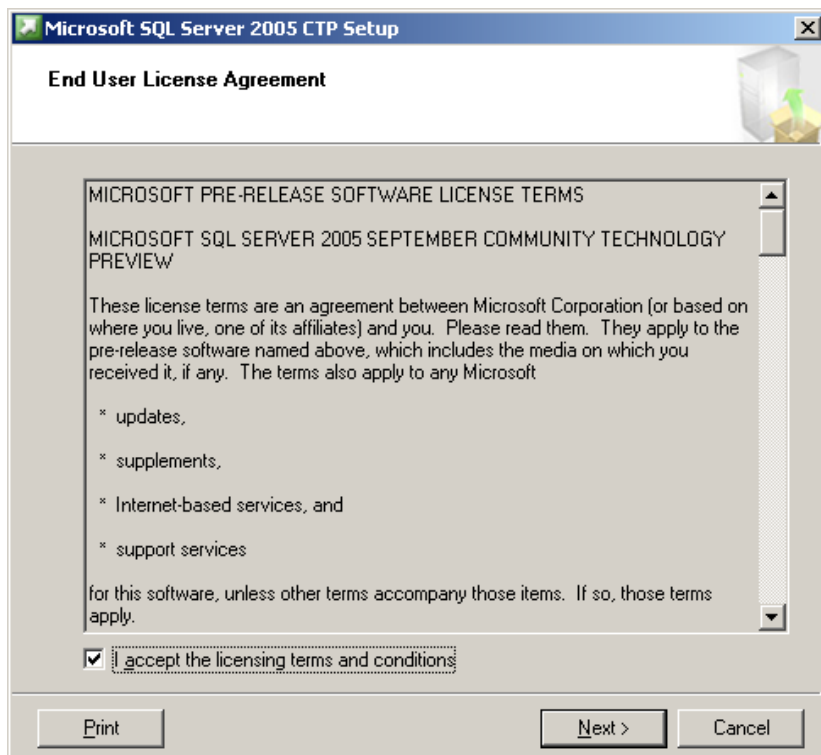 Microsoft SQL Server 2005 CTP Setup
End User License Agreement
MICROSOFT PRE-RELEASE SOFTWARE LICENSE TERMS
MICROSOFT SQL SERVER 2005 SEPTEMBER COMMUNITY TECHNOLOGY
PREVIEW
These license terms are an agreement between Microsoft Corporation (or based on
where you live, one of its affiliates) and you.  Please read them.  They apply to the
pre-release software named above, which includes the media on which you
received it, if any.  The terms also apply to any Microsoft
* updates,
* supplements,
* Internet-based services, and
* support services
for this software, unless other terms accompany those items.  If so, those terms
apply.
I accept the licensing terms and conditions
Print
Next >
Cancel